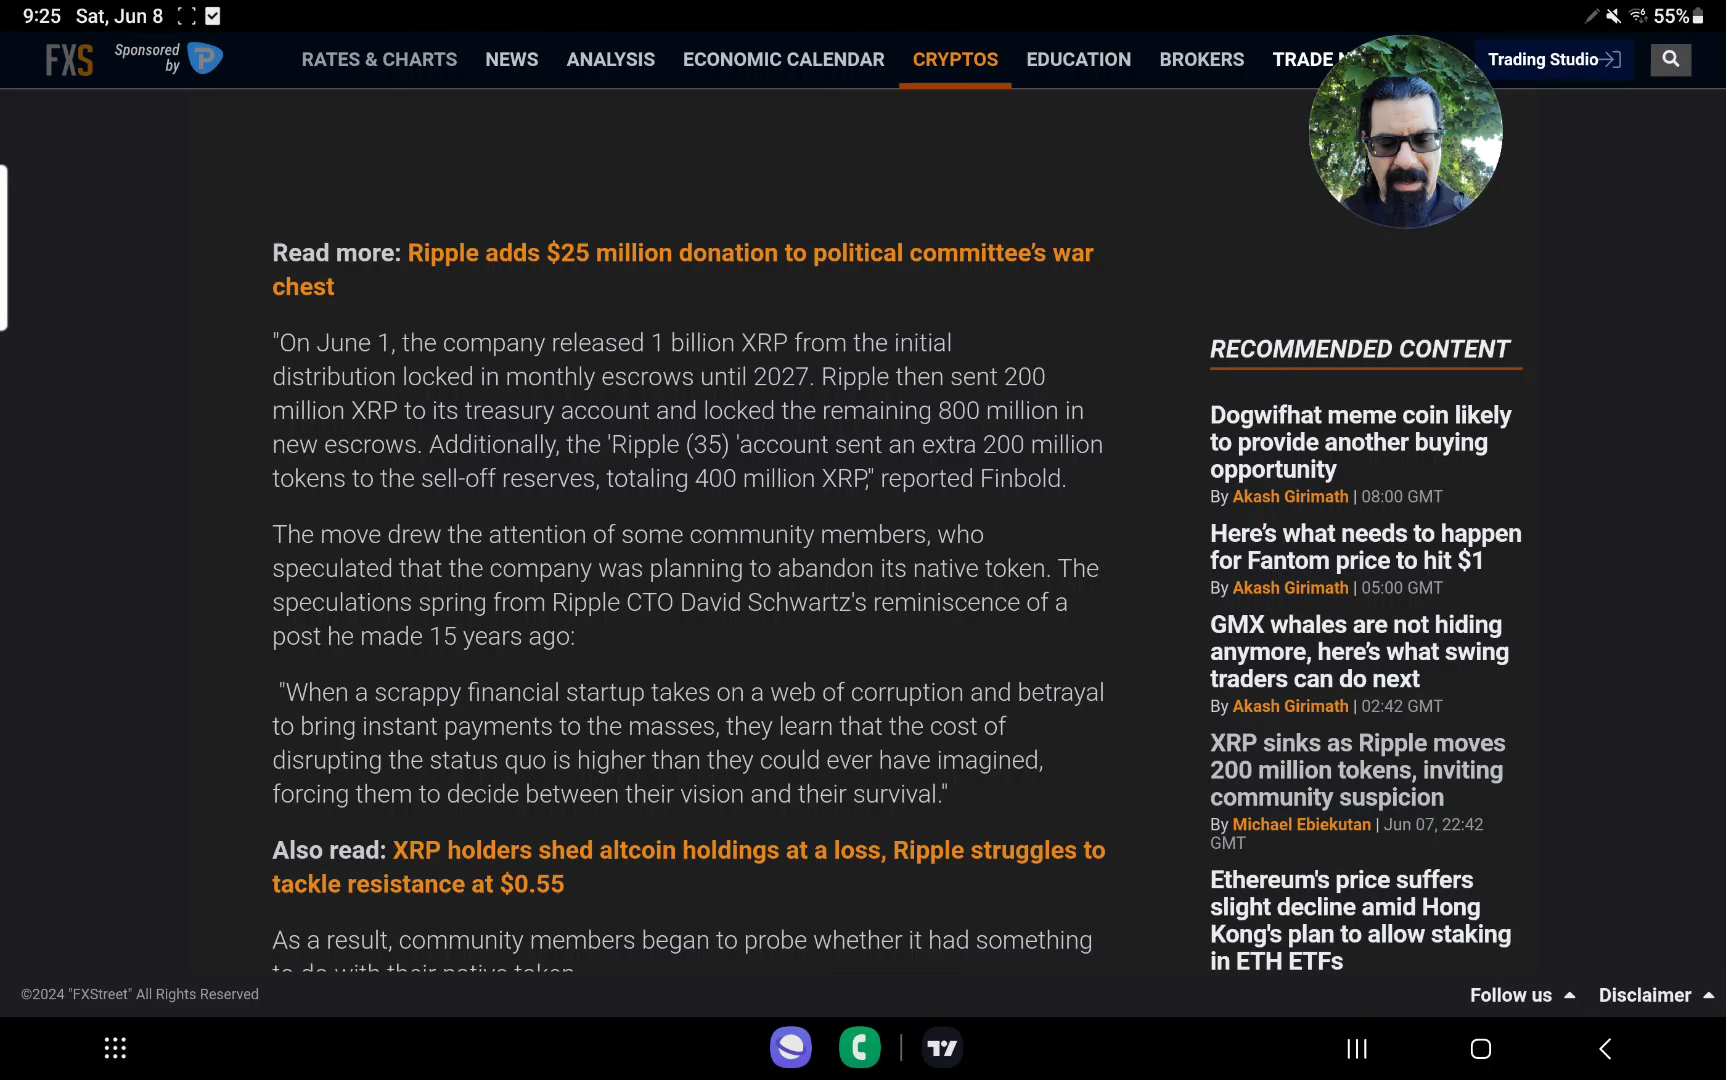 9:25 Sat, Jun 8
55%
FXS
Sponsored by
RATES & CHARTS NEWS ANALYSIS ECONOMIC CALENDAR CRYPTOS EDUCATION BROKERS TRADE
Trading Studio
Read more: Ripple adds $25 million donation to political committee’s war
chest
"On June 1, the company released 1 billion XRP from the initial
distribution locked in monthly escrows until 2027. Ripple then sent 200
million XRP to its treasury account and locked the remaining 800 million in
new escrows. Additionally, the 'Ripple (35) 'account sent an extra 200 million
tokens to the sell-off reserves, totaling 400 million XRP," reported Finbold.
The move drew the attention of some community members, who
speculated that the company was planning to abandon its native token. The
speculations spring from Ripple CTO David Schwartz's reminiscence of a
post he made 15 years ago:
"When a scrappy financial startup takes on a web of corruption and betrayal
to bring instant payments to the masses, they learn that the cost of
disrupting the status quo is higher than they could ever have imagined,
forcing them to decide between their vision and their survival."
Also read: XRP holders shed altcoin holdings at a loss, Ripple struggles to
tackle resistance at $0.55
As a result, community members began to probe whether it had something
to do with their native token
RECOMMENDED CONTENT
Dogwifhat meme coin likely
to provide another buying
opportunity
By Akash Girimath | 08:00 GMT
Here’s what needs to happen
for Fantom price to hit $1
By Akash Girimath | 05:00 GMT
GMX whales are not hiding
anymore, here’s what swing
traders can do next
By Akash Girimath | 02:42 GMT
XRP sinks as Ripple moves
200 million tokens, inviting
community suspicion
By Michael Ebiekutan | Jun 07, 22:42
GMT
Ethereum's price suffers
slight decline amid Hong
Kong's plan to allow staking
in ETH ETFs
©2024 "FXStreet" All Rights Reserved
Follow us
Disclaimer